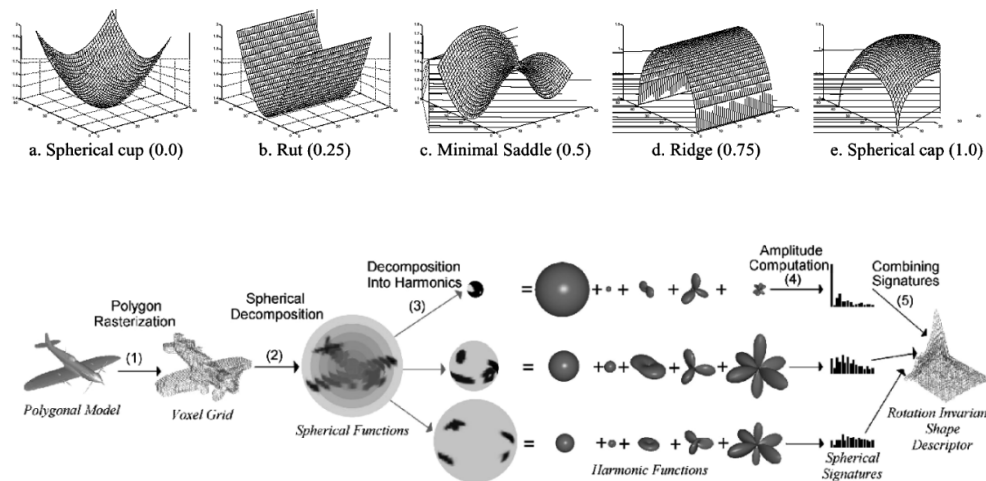 a. Spherical cup (0.0)
b. Rut (0.25)
c. Minimal Saddle (0.5)
d. Ridge (0.75)
e. Spherical cap (1.0)
Polygon
Rasterization
(1)
Polygonal Model
Voxel Grid
Spherical
Decomposition
(2)
Spherical Functions
Decomposition
Into Harmonics
(3)
= + + + +
= + + + +
= + + + +
Harmonic Functions
Amplitude
Computation
(4)
Spherical
Signatures
Combining
Signatures
(5)
Rotation Invarian
Shape
Descriptor